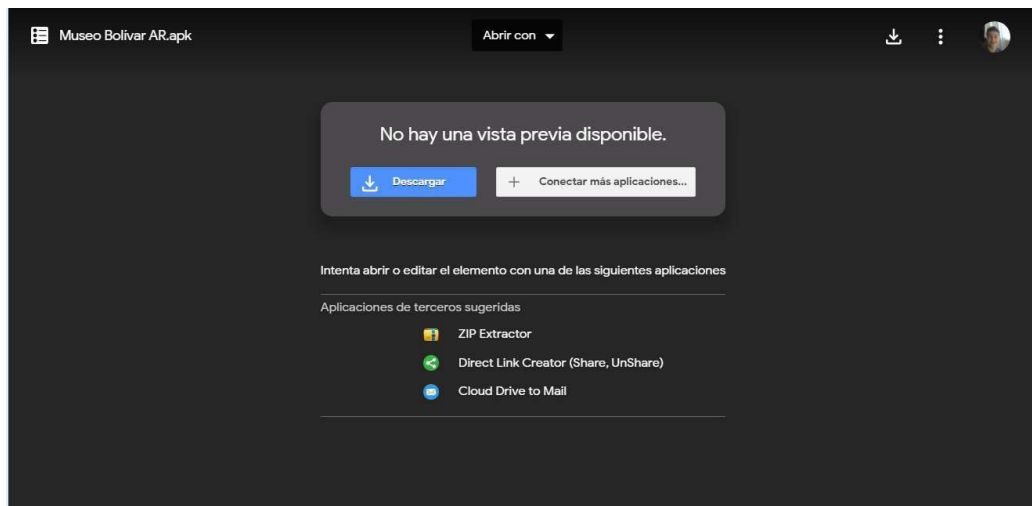 Museo Bolívar AR.apk
Abrir con
No hay una vista previa disponible.
Descargar
Conectar más aplicaciones...
Intenta abrir o editar el elemento con una de las siguientes aplicaciones
Aplicaciones de terceros sugeridas
ZIP Extractor
Direct Link Creator (Share, UnShare)
Cloud Drive to Mail